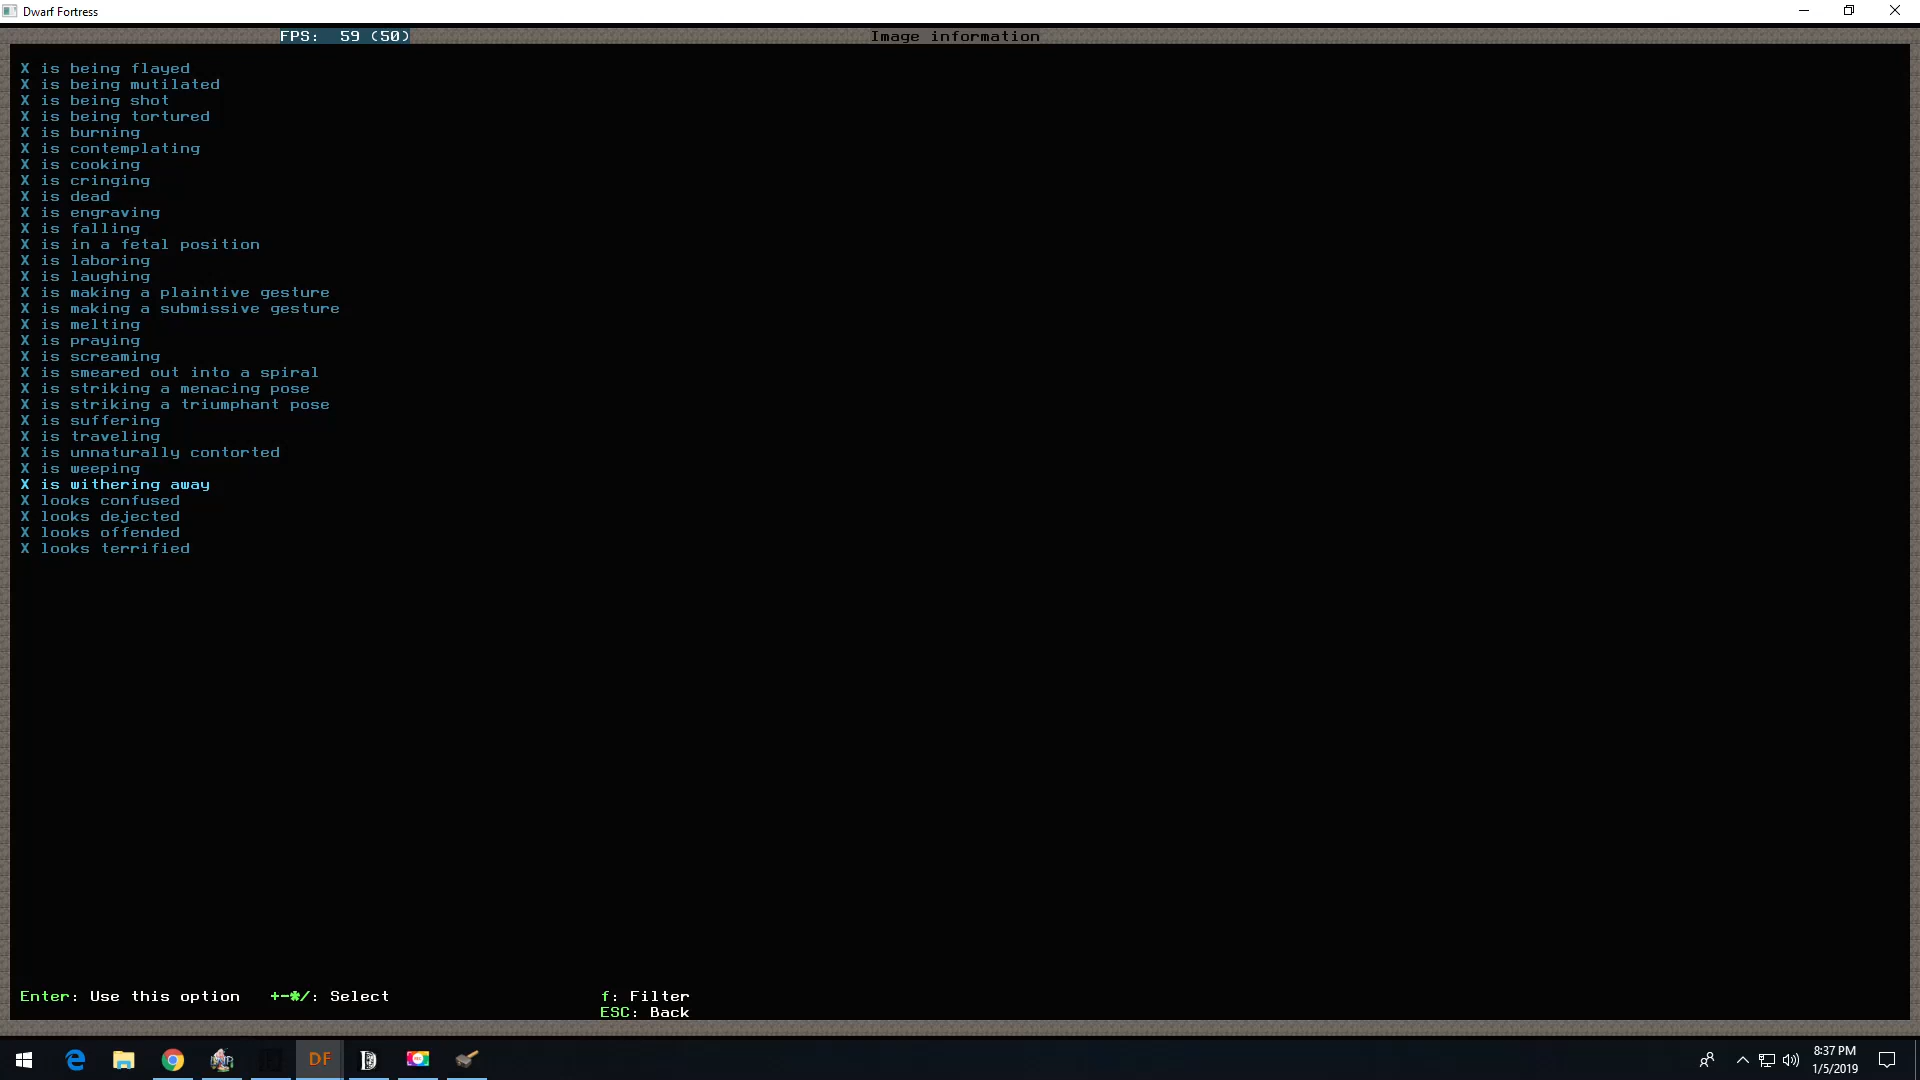 Dwarf Fortress
FPS: 59 (50) Image information
X is being flayed
X is being mutilated
X is being shot
X is being tortured
X is burning
X is contemplating
X is cooking
X is cringing
X is dead
X is engraving
X is falling
X is in a fetal position
X is laboring
X is laughing
X is making a plaintive gesture
X is making a submissive gesture
X is melting
X is praying
X is screaming
X is smeared out into a spiral
X is striking a menacing pose
X is striking a triumphant pose
X is suffering
X is traveling
X is unnaturally contorted
X is weeping
X is withering away
X looks confused
X looks dejected
X looks offended
X looks terrified
Enter: Use this option +-*/: Select f: Filter
ESC: Back
DF
8:37 PM
1/5/2019